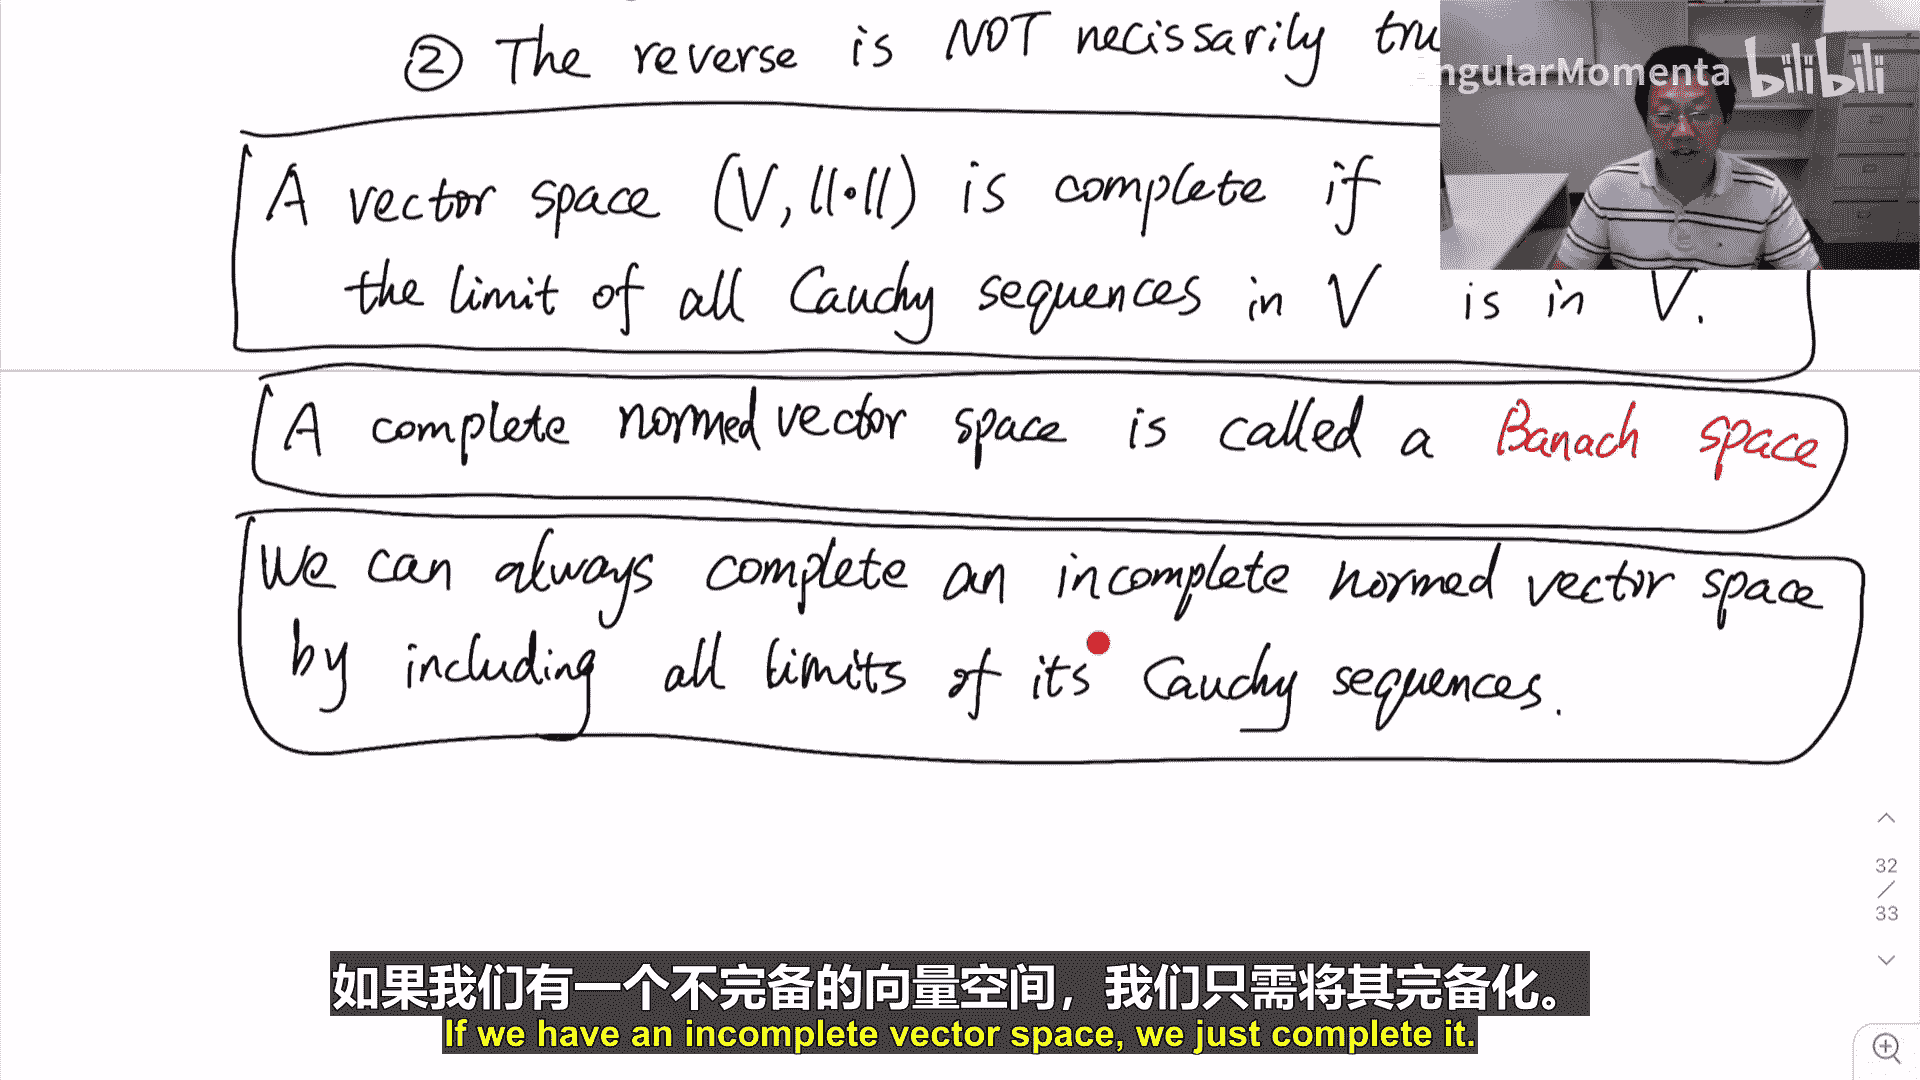 ② The reverse is NOT necissarily tru
ngularMomenta bilibili
A vector space (V, ||•||) is complete if
the limit of all Cauchy sequences in V is in V.
A complete normed vector space is called a Banach space
We can always complete an incomplete normed vector space
by including all limits of its Cauchy sequences.
32
/
33
如果我们有一个不完备的向量空间，我们只需将其完备化。
If we have an incomplete vector space, we just complete it.